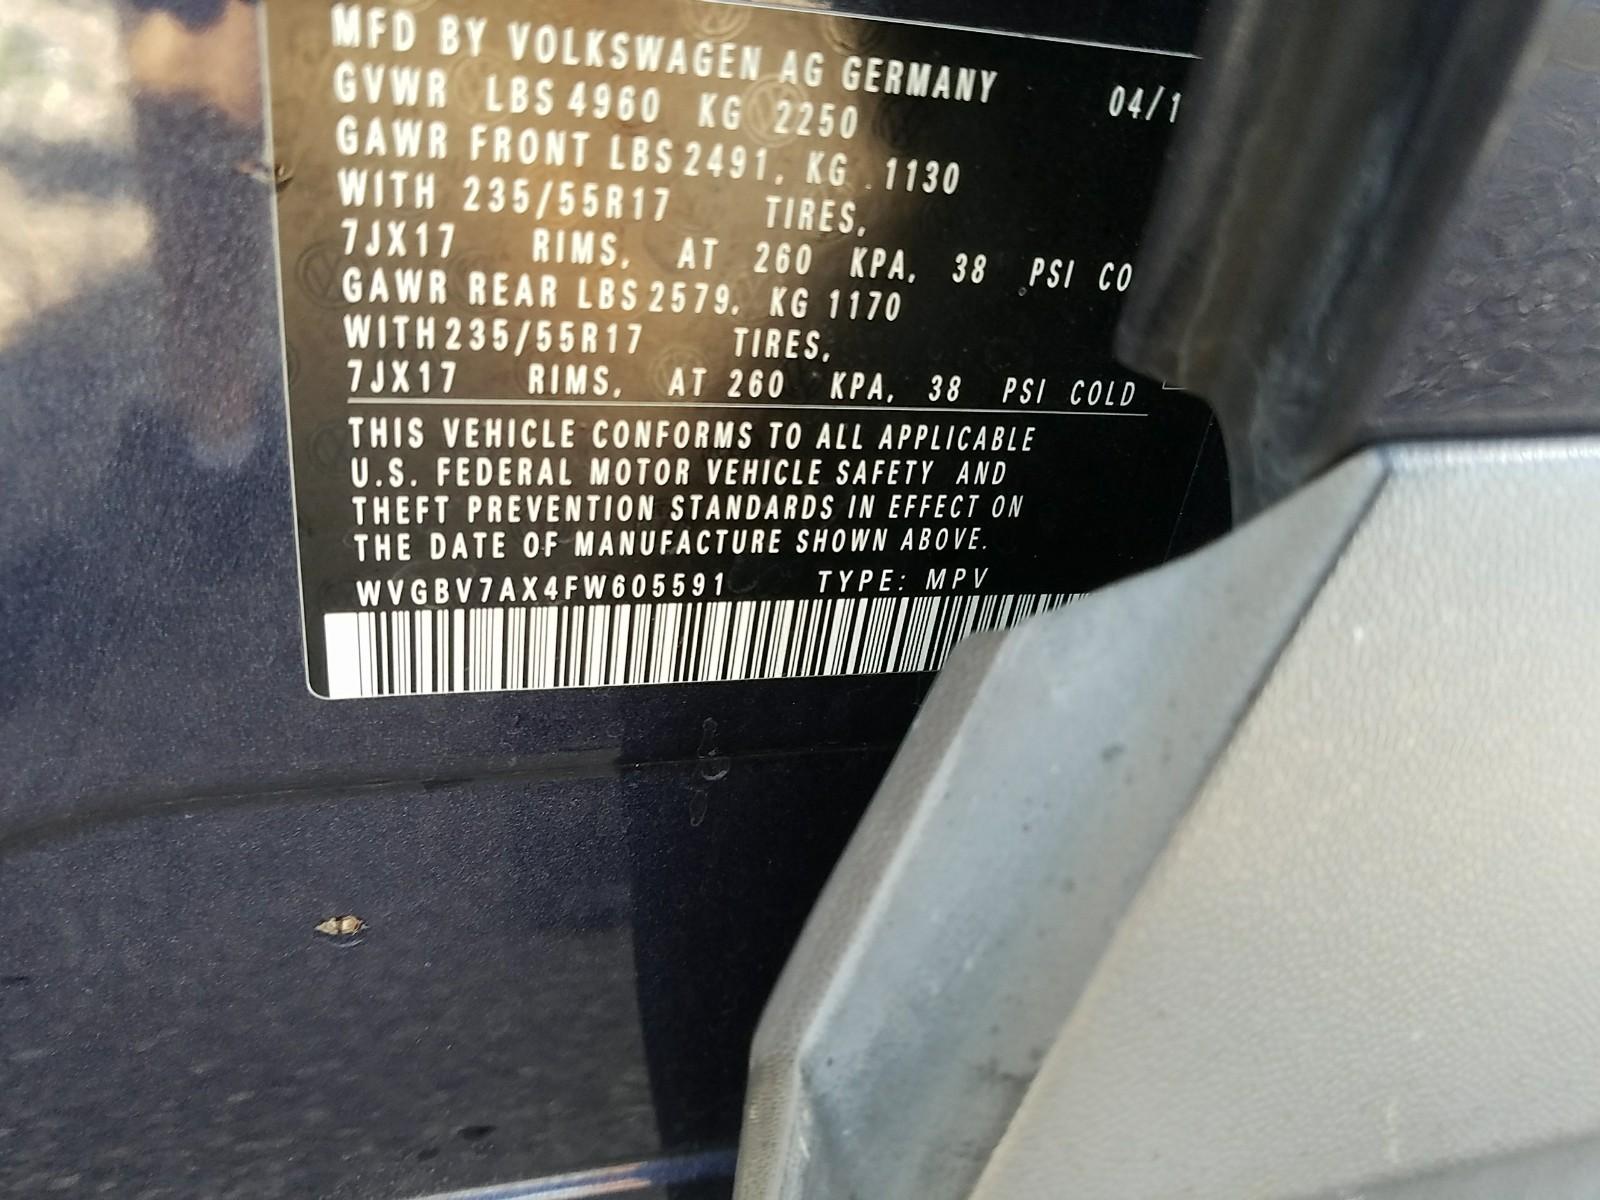 MFD BY VOLKSWAGEN AG GERMANY 04/1
GVWR LBS 4960 KG 2250
GAWR FRONT LBS 2491, KG 1130
WITH 235/55R17 TIRES,
7JX17 RIMS, AT 260 KPA, 38 PSI CO
GAWR REAR LBS 2579, KG 1170
WITH 235/55R17 TIRES,
7JX17 RIMS, AT 260 KPA, 38 PSI COLD
THIS VEHICLE CONFORMS TO ALL APPLICABLE
U.S. FEDERAL MOTOR VEHICLE SAFETY AND
THEFT PREVENTION STANDARDS IN EFFECT ON
THE DATE OF MANUFACTURE SHOWN ABOVE.
WVGBV7AX4FW605591 TYPE: MPV